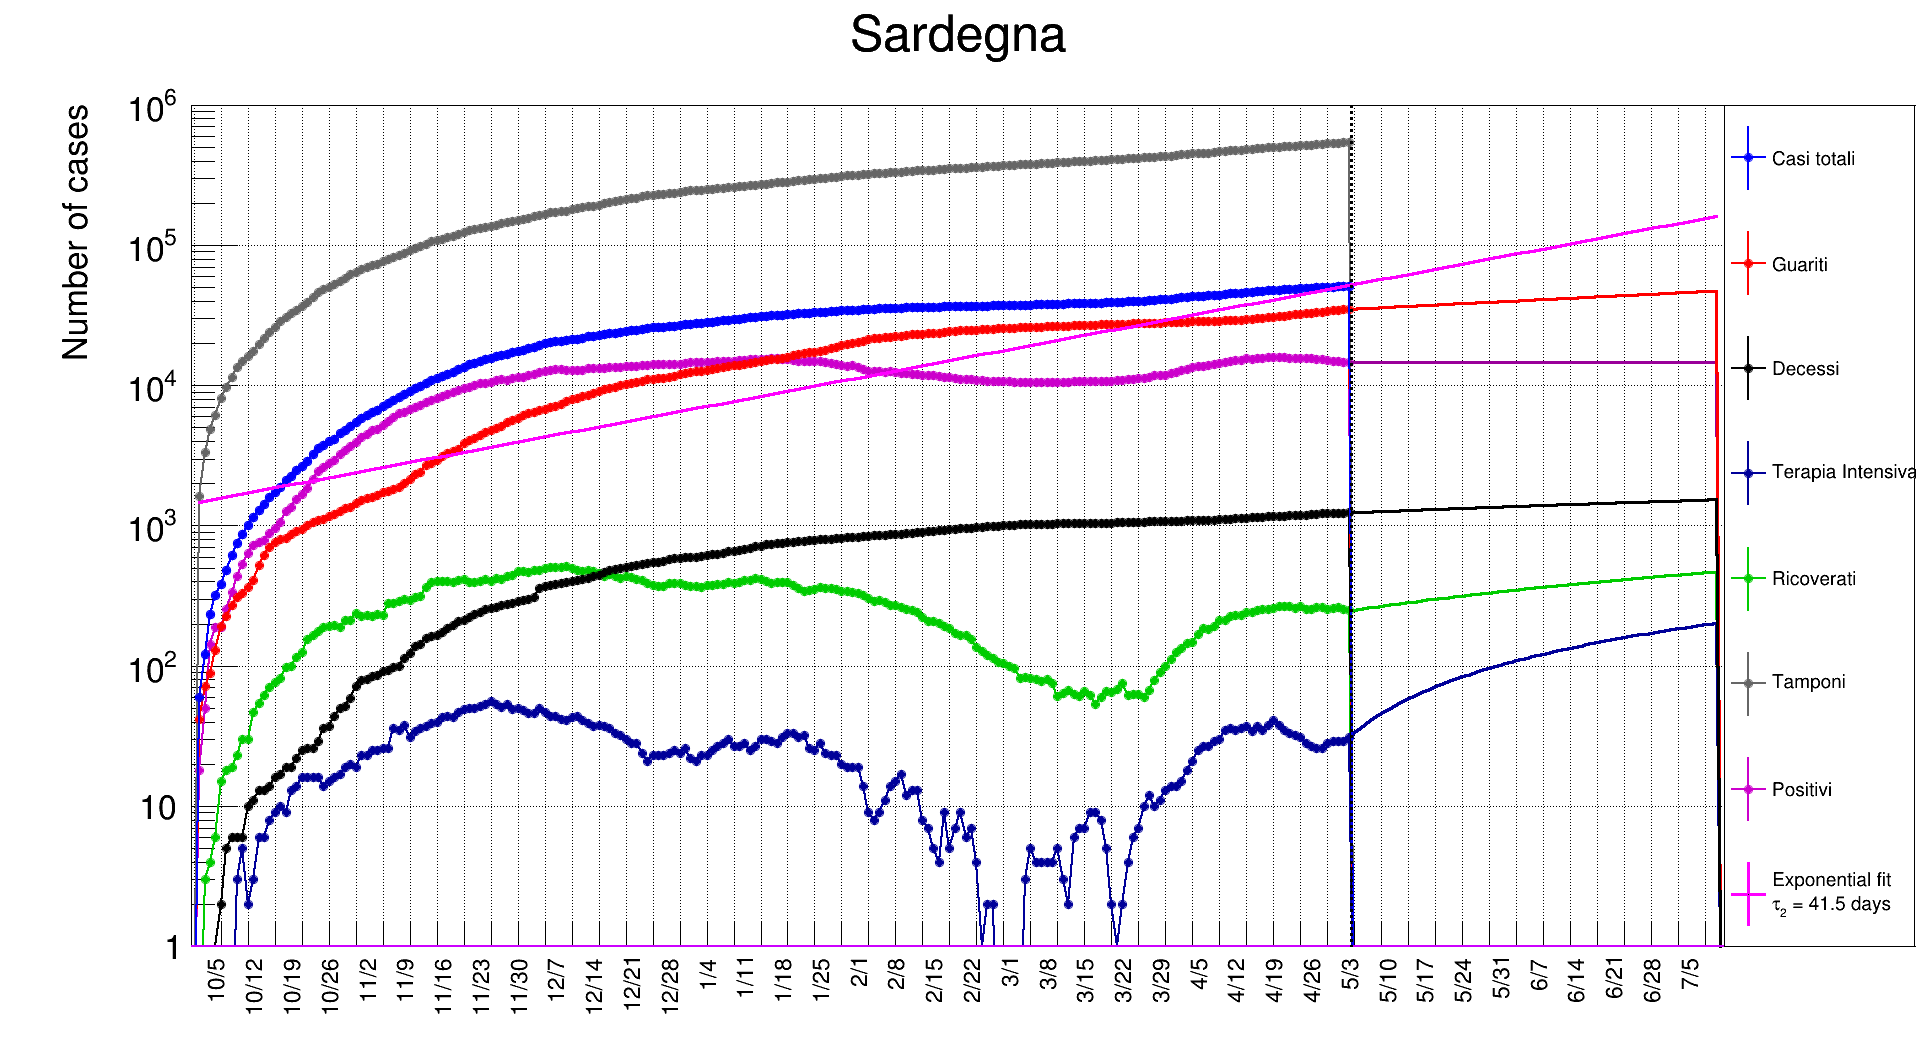 Sardegna
Number of cases
10^6
10^5
10^4
10^3
10^2
10
1
10/5 10/12 10/19 10/26 11/2 11/9 11/16 11/23 11/30 12/7 12/14 12/21 12/28 1/4 1/11 1/18 1/25 2/1 2/8 2/15 2/22 3/1 3/8 3/15 3/22 3/29 4/5 4/12 4/19 4/26 5/3 5/10 5/17 5/24 5/31 6/7 6/14 6/21 6/28 7/5
Casi totali
Guariti
Decessi
Terapia Intensiva
Ricoverati
Tamponi
Positivi
Exponential fit
τ₂ = 41.5 days